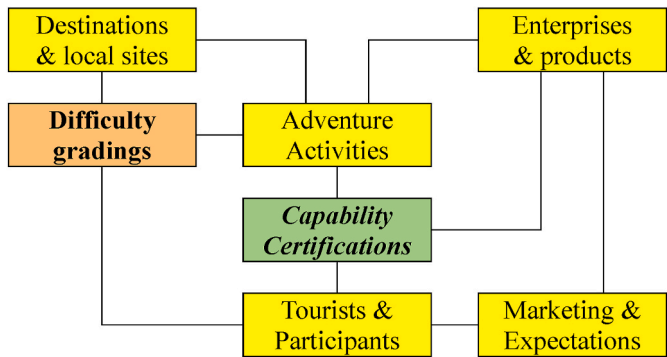 Destinations
& local sites
Enterprises
& products
Difficulty
gradings
Adventure
Activities
Capability
Certifications
Tourists &
Participants
Marketing &
Expectations